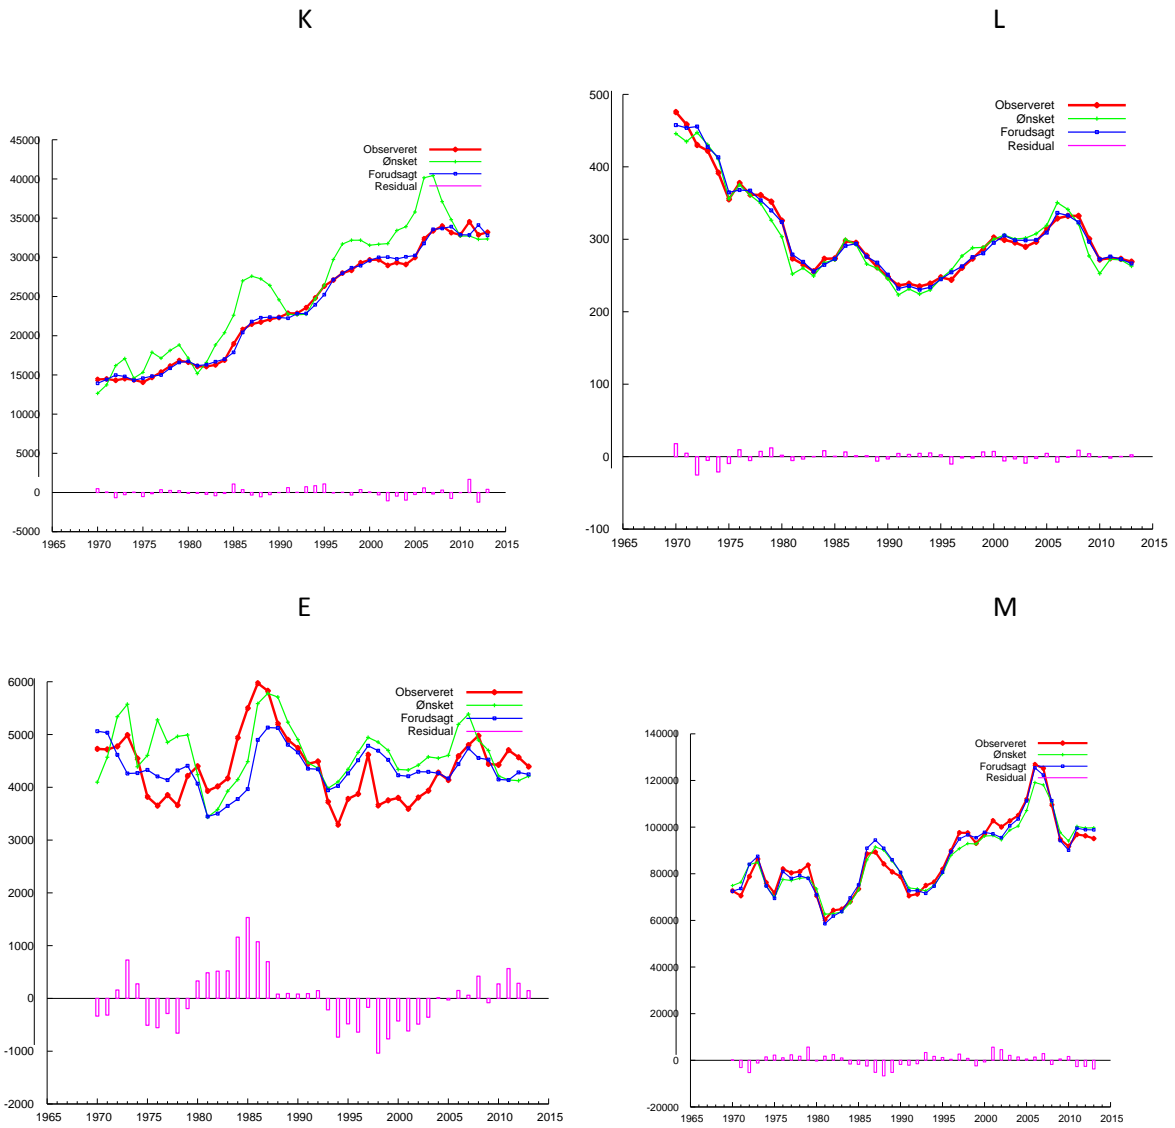 K
45000
40000
35000
30000
25000
20000
15000
10000
5000
0
-5000
1965 1970 1975 1980 1985 1990 1995 2000 2005 2010 2015
Observeret
Ønsket
Forudsagt
Residual
L
500
400
300
200
100
0
-100
1965 1970 1975 1980 1985 1990 1995 2000 2005 2010 2015
Observeret
Ønsket
Forudsagt
Residual
E
6000
5000
4000
3000
2000
1000
0
-1000
-2000
1965 1970 1975 1980 1985 1990 1995 2000 2005 2010 2015
Observeret
Ønsket
Forudsagt
Residual
M
140000
120000
100000
80000
60000
40000
20000
0
-20000
1965 1970 1975 1980 1985 1990 1995 2000 2005 2010 2015
Observeret
Ønsket
Forudsagt
Residual